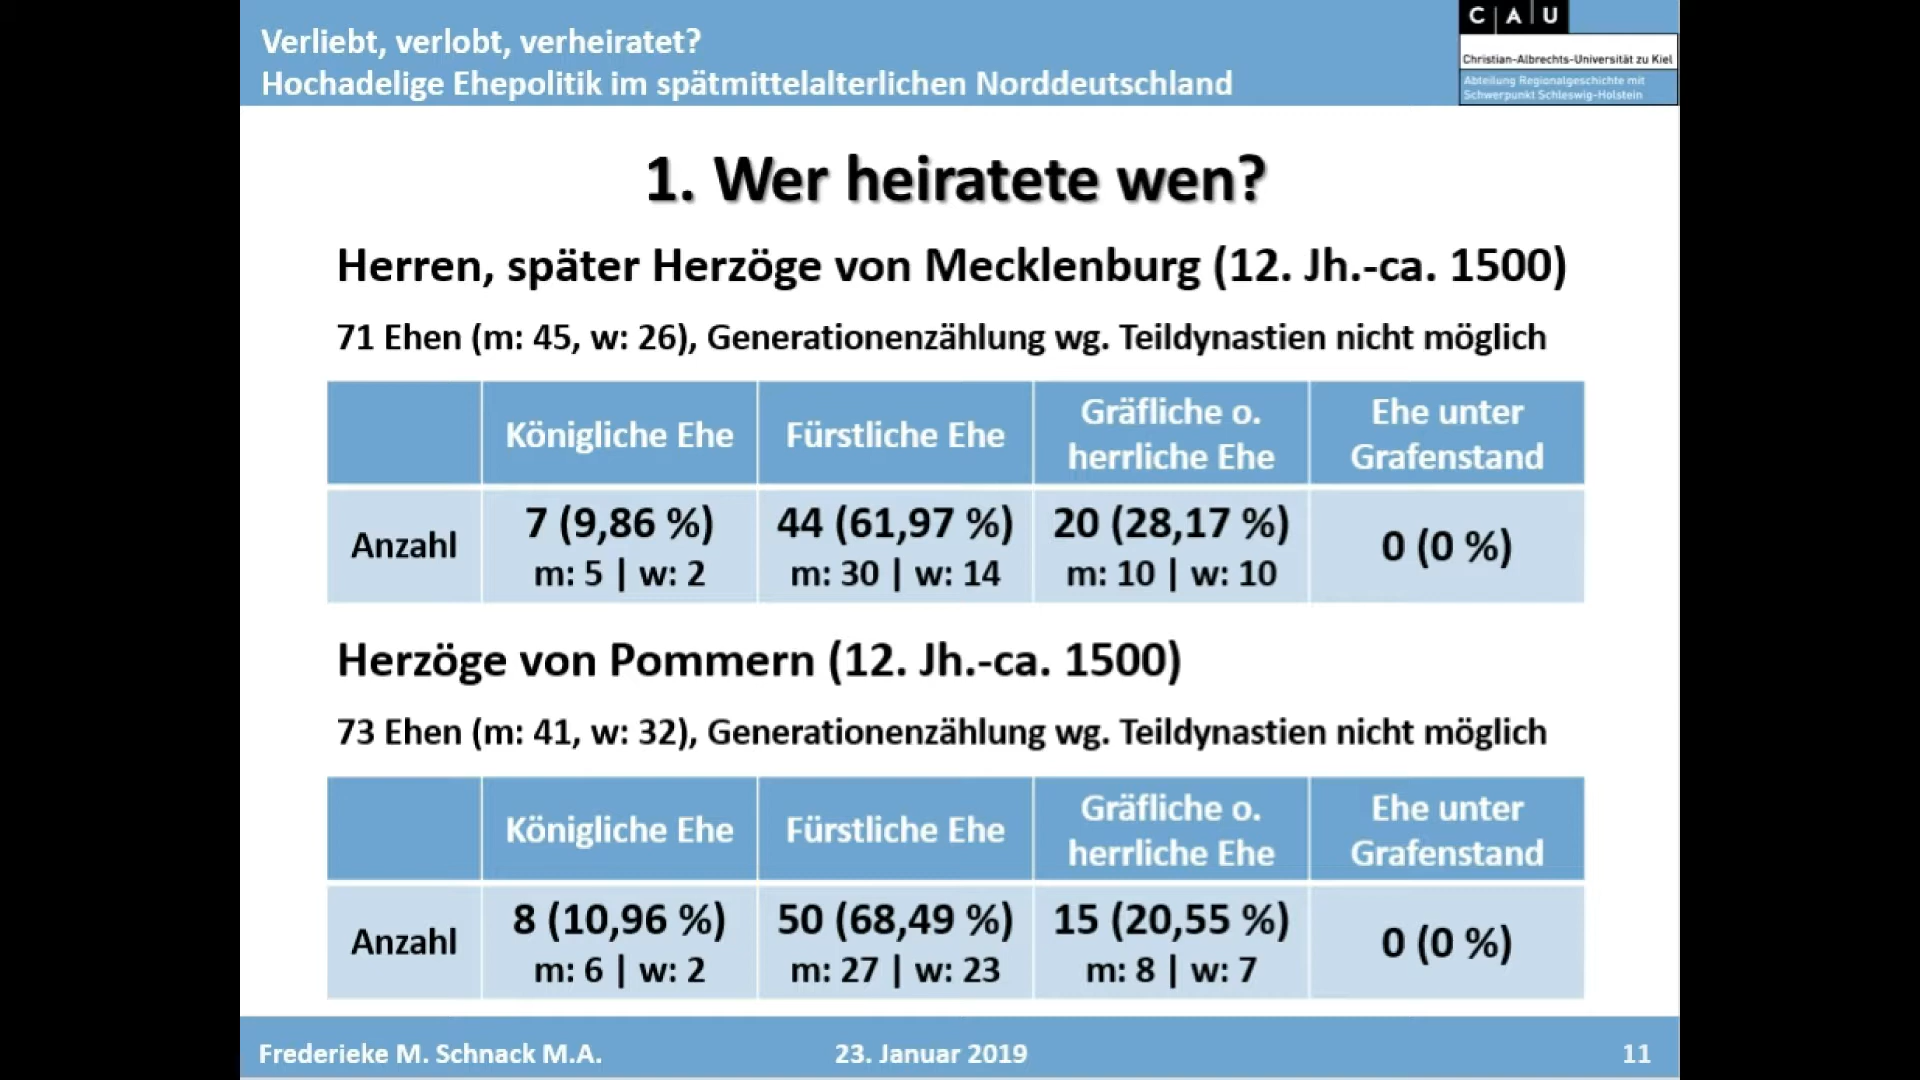 Verliebt, verlobt, verheiratet?
Hochadelige Ehepolitik im spätmittelalterlichen Norddeutschland
C | A | U
Christian-Albrechts-Universität zu Kiel
Abteilung Regionalgeschichte mit
Schwerpunkt Schleswig-Holstein
1. Wer heiratete wen?
Herren, später Herzöge von Mecklenburg (12. Jh.-ca. 1500)
71 Ehen (m: 45, w: 26), Generationenzählung wg. Teildynastien nicht möglich
Königliche Ehe
Fürstliche Ehe
Gräfliche o.
herrliche Ehe
Ehe unter
Grafenstand
Anzahl
7 (9,86 %)
m: 5 | w: 2
44 (61,97 %)
m: 30 | w: 14
20 (28,17 %)
m: 10 | w: 10
0 (0 %)
Herzöge von Pommern (12. Jh.-ca. 1500)
73 Ehen (m: 41, w: 32), Generationenzählung wg. Teildynastien nicht möglich
Königliche Ehe
Fürstliche Ehe
Gräfliche o.
herrliche Ehe
Ehe unter
Grafenstand
Anzahl
8 (10,96 %)
m: 6 | w: 2
50 (68,49 %)
m: 27 | w: 23
15 (20,55 %)
m: 8 | w: 7
0 (0 %)
Frederieke M. Schnack M.A.
23. Januar 2019
11